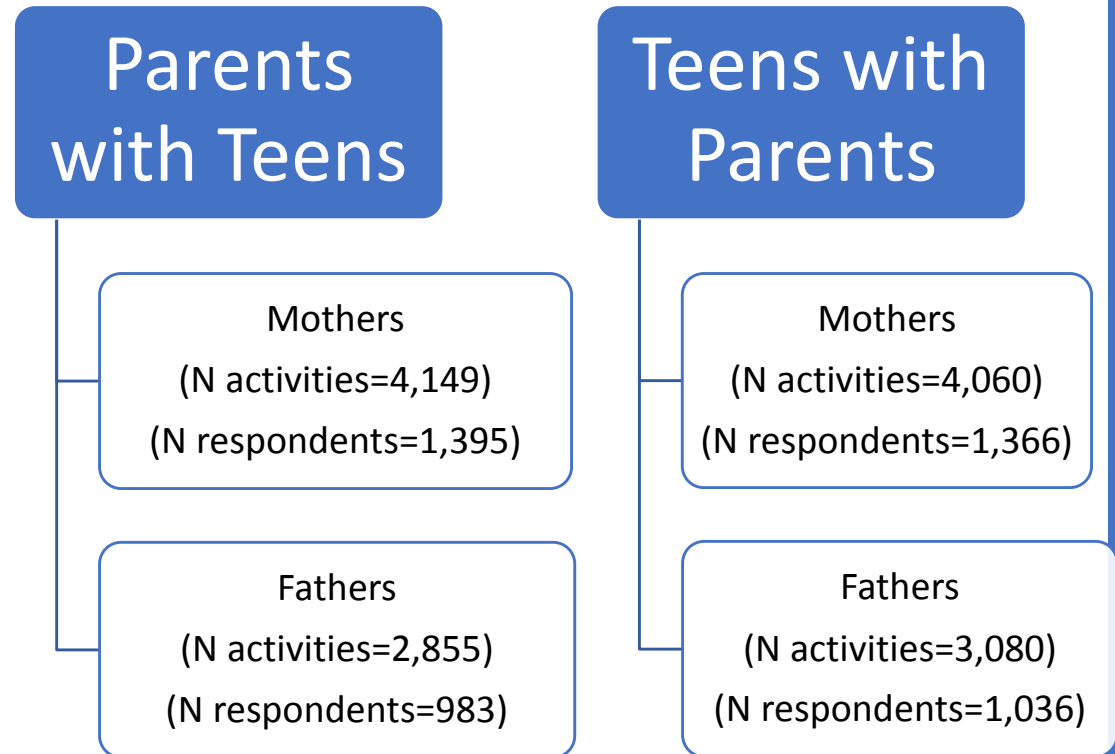 Parents
with Teens
Mothers
(N activities=4,149)
(N respondents=1,395)
Fathers
(N activities=2,855)
(N respondents=983)
Teens with
Parents
Mothers
(N activities=4,060)
(N respondents=1,366)
Fathers
(N activities=3,080)
(N respondents=1,036)